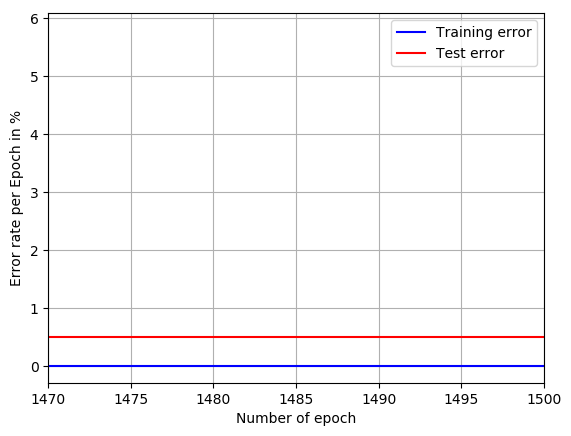 Training error
Test error
Error rate per Epoch in %
6
5
4
3
2
1
0
1470 1475 1480 1485 1490 1495 1500
Number of epoch